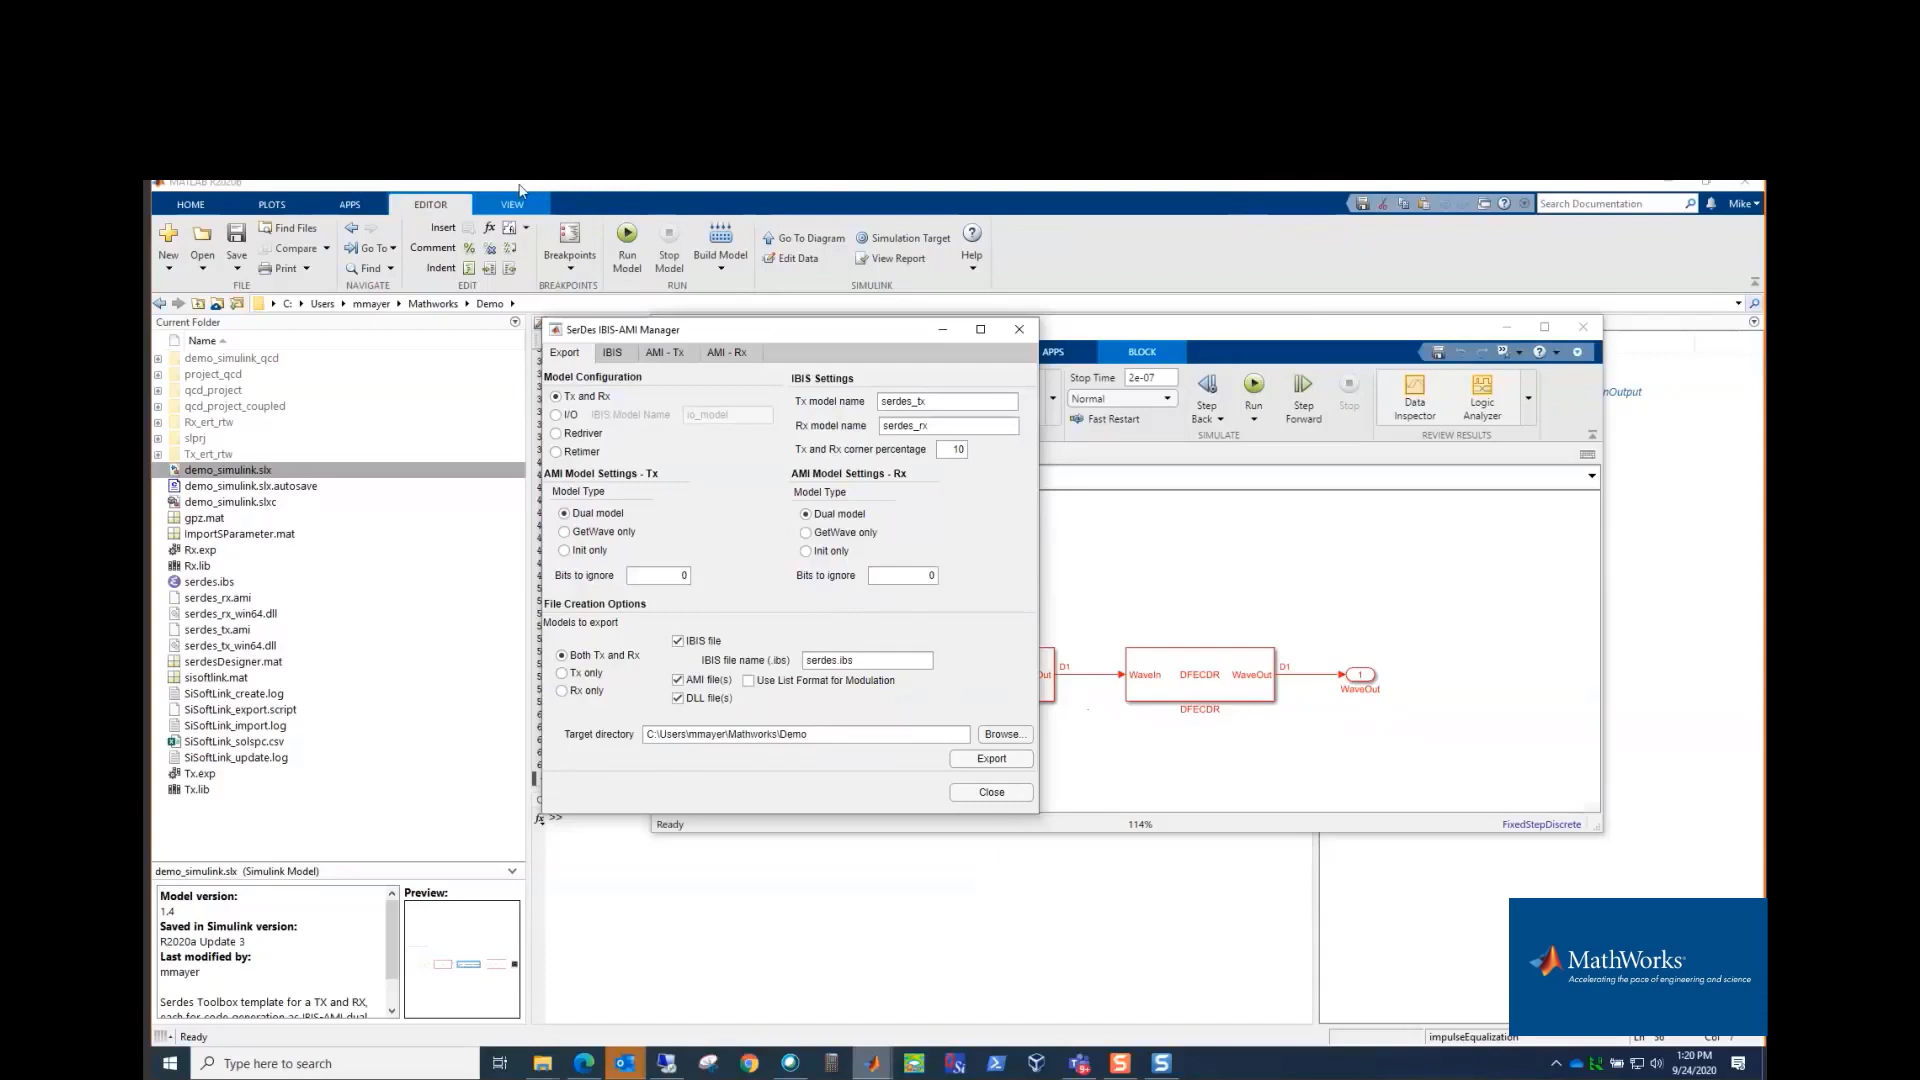 MATLAB R2020b
HOME PLOTS APPS EDITOR VIEW Search Documentation Mike
New Open Save Find Files Compare Print Go To Find Insert fx Comment Indent Breakpoints Run Model Stop Model Build Model Go To Diagram Edit Data Simulation Target View Report Help
FILE NAVIGATE EDIT BREAKPOINTS RUN SIMULINK
C: Users mmayer Mathworks Demo
Current Folder
Name
demo_simulink_qcd
project_qcd
qcd_project
qcd_project_coupled
Rx_ert_rtw
slprj
Tx_ert_rtw
demo_simulink.slx
demo_simulink.slx.autosave
demo_simulink.slxc
gpz.mat
ImportSParameter.mat
Rx.exp
Rx.lib
serdes.ibs
serdes_rx.ami
serdes_rx_win64.dll
serdes_tx.ami
serdes_tx_win64.dll
serdesDesigner.mat
sisoftlink.mat
SiSoftLink_create.log
SiSoftLink_export.script
SiSoftLink_import.log
SiSoftLink_solspc.csv
SiSoftLink_update.log
Tx.exp
Tx.lib
demo_simulink.slx (Simulink Model)
Model version:
1.4
Saved in Simulink version:
R2020a Update 3
Last modified by:
mmayer
Serdes Toolbox template for a TX and RX,
each for code generation as IBIS-AMI dual
Preview:
Ready
SerDes IBIS-AMI Manager
Export IBIS AMI - Tx AMI - Rx
Model Configuration
Tx and Rx
I/O IBIS Model Name io_model
Redriver
Retimer
IBIS Settings
Tx model name serdes_tx
Rx model name serdes_rx
Tx and Rx corner percentage 10
AMI Model Settings - Tx
Model Type
Dual model
GetWave only
Init only
Bits to ignore 0
AMI Model Settings - Rx
Model Type
Dual model
GetWave only
Init only
Bits to ignore 0
File Creation Options
Models to export
Both Tx and Rx
Tx only
Rx only
IBIS file
IBIS file name (.ibs) serdes.ibs
AMI file(s) Use List Format for Modulation
DLL file(s)
Target directory C:\Users\mmayer\Mathworks\Demo Browse...
Export
Close
fx >>
APPS BLOCK
Stop Time 2e-07
Normal
Fast Restart
Step Back Run Step Forward Stop
SIMULATE
Data Inspector Logic Analyzer
REVIEW RESULTS
nOutput
Out D1 WaveIn DFECDR WaveOut D1 1
DFECDR WaveOut
Ready 114% FixedStepDiscrete
MathWorks
Accelerating the pace of engineering and science
impulseEqualization
Type here to search
1:20 PM
9/24/2020